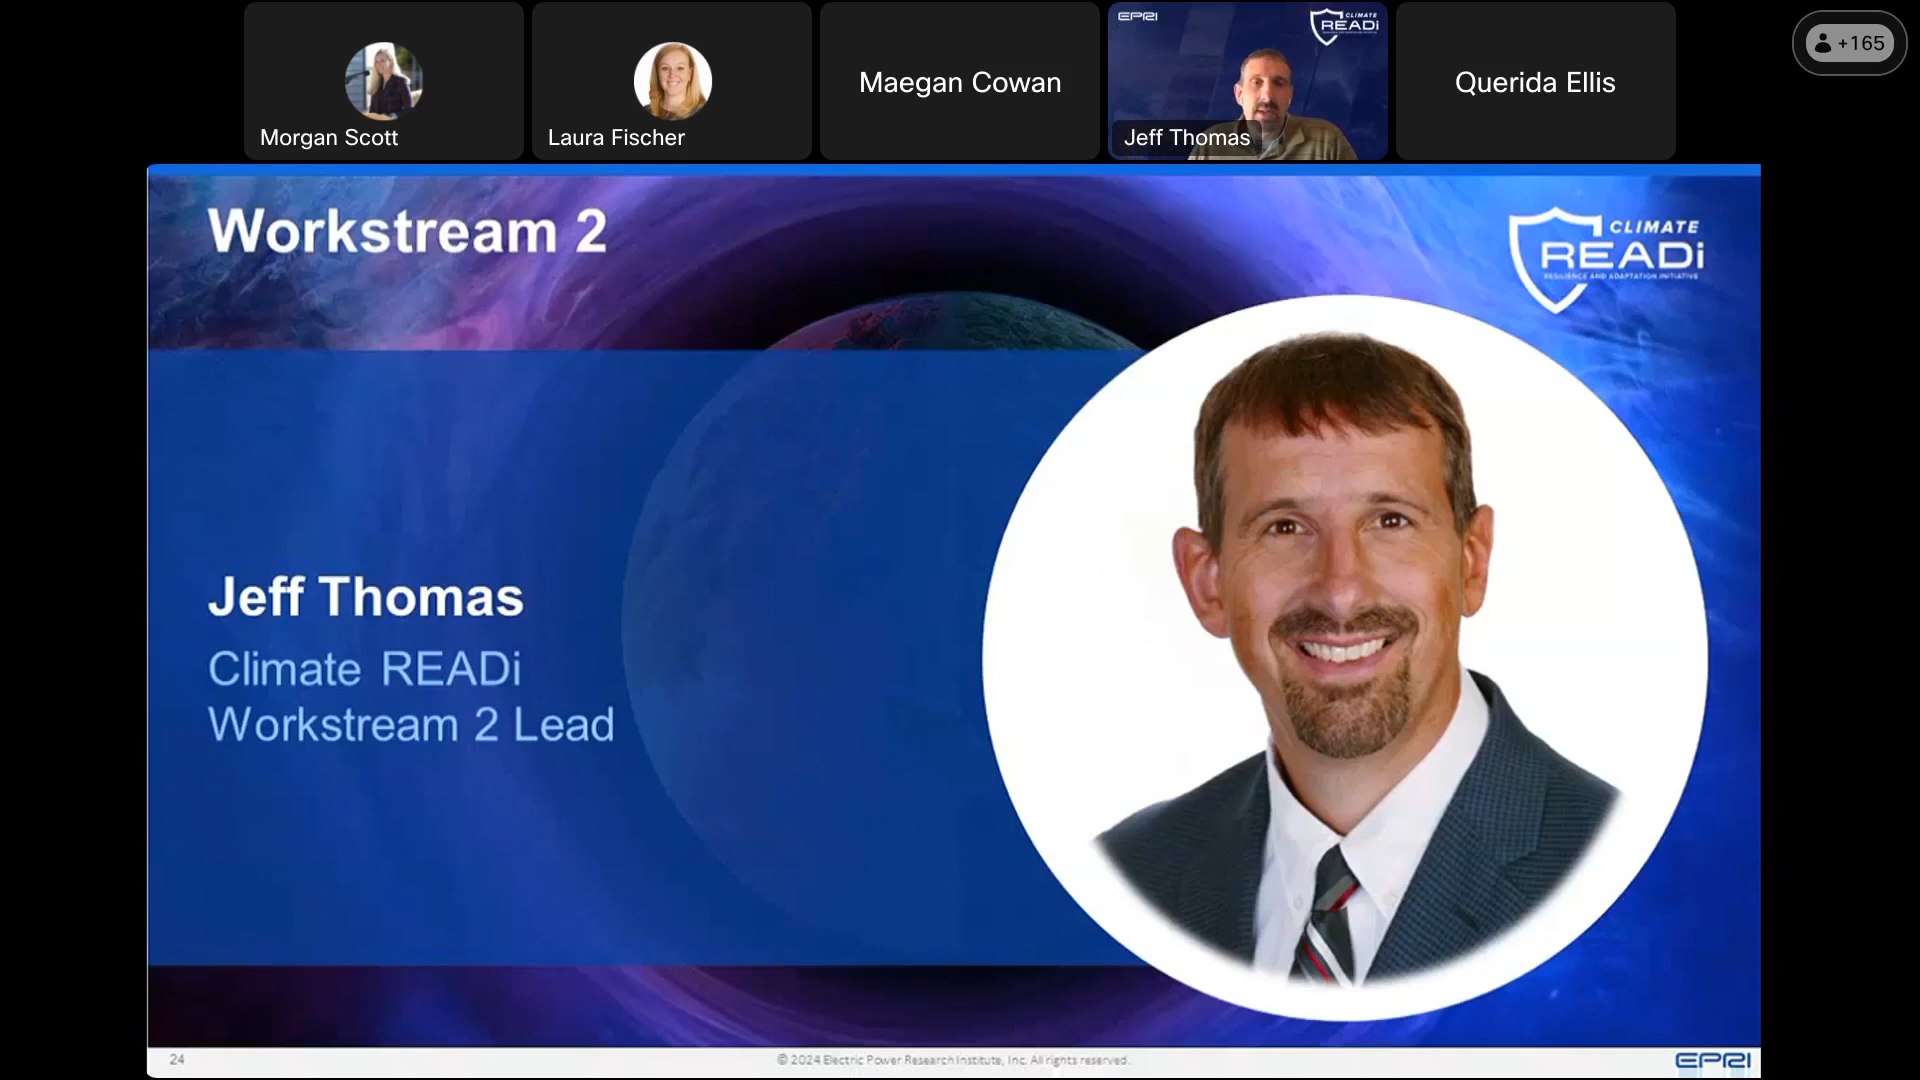 Morgan Scott
Laura Fischer
Maegan Cowan
EPRI
CLIMATE
READi
Jeff Thomas
Querida Ellis
+165
Workstream 2
CLIMATE
READi
RESILIENCE AND ADAPTATION INITIATIVE
Jeff Thomas
Climate READi
Workstream 2 Lead
24
© 2024 Electric Power Research Institute, Inc. All rights reserved.
EPRI